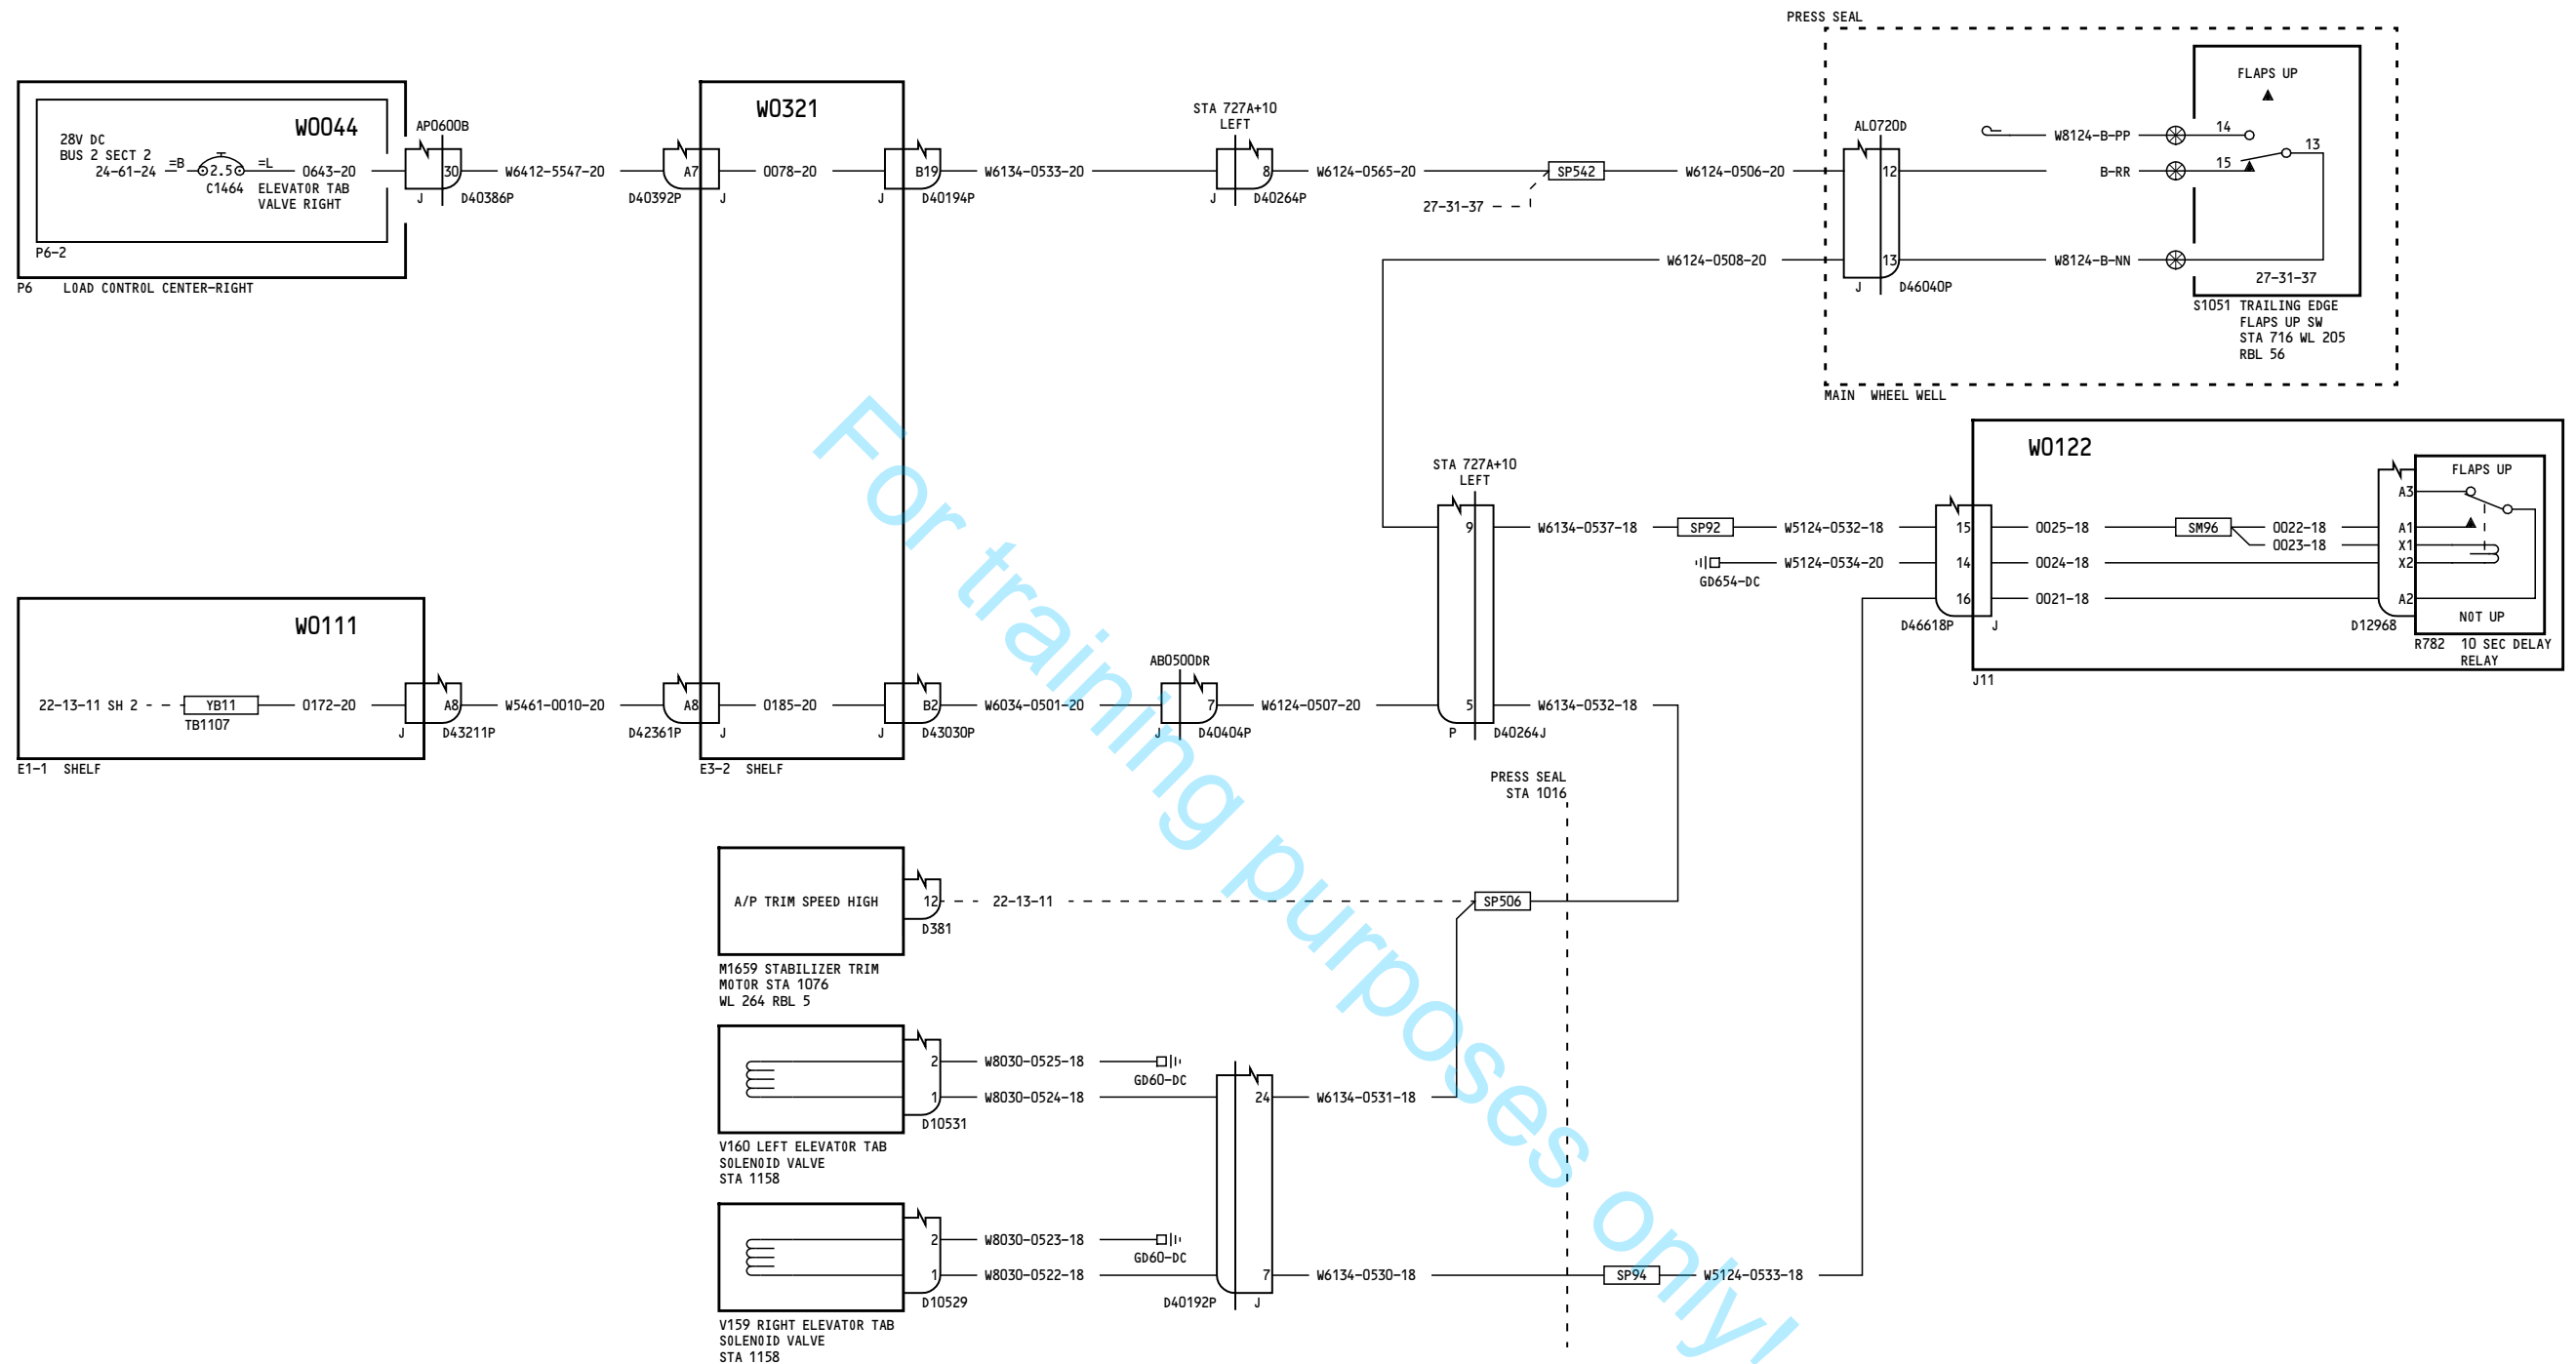 PRESS SEAL
FLAPS UP
W0044
28V DC
BUS 2 SECT 2
24-61-24
=B
2.5
=L
C1464
ELEVATOR TAB
VALVE RIGHT
0643-20
P6-2
P6 LOAD CONTROL CENTER-RIGHT
AP0600B
30
J
D40386P
W6412-5547-20
A7
D40392P
J
W0321
0078-20
B19
J
D40194P
W6134-0533-20
STA 727A+10
LEFT
8
J
D40264P
W6124-0565-20
SP542
27-31-37
W6124-0506-20
AL0720D
12
13
J
D46040P
W6124-0508-20
W8124-B-PP
B-RR
W8124-B-NN
14
15
13
27-31-37
S1051 TRAILING EDGE
FLAPS UP SW
STA 716 WL 205
RBL 56
MAIN WHEEL WELL
STA 727A+10
LEFT
9
5
P
D40264J
W6134-0537-18
SP92
W5124-0532-18
GD654-DC
W5124-0534-20
W6134-0532-18
W0122
15
14
16
D46618P
J
0025-18
0024-18
0021-18
SM96
0022-18
0023-18
A3
A1
X1
X2
A2
D12968
FLAPS UP
NOT UP
R782 10 SEC DELAY
RELAY
J11
W0111
22-13-11 SH 2
YB11
TB1107
0172-20
A8
J
D43211P
E1-1 SHELF
W5461-0010-20
A8
D42361P
J
0185-20
B2
J
D43030P
E3-2 SHELF
W6034-0501-20
AB0500DR
7
J
D40404P
W6124-0507-20
PRESS SEAL
STA 1016
A/P TRIM SPEED HIGH
12
D381
22-13-11
SP506
M1659 STABILIZER TRIM
MOTOR STA 1076
WL 264 RBL 5
2
1
D10531
W8030-0525-18
GD60-DC
W8030-0524-18
V160 LEFT ELEVATOR TAB
SOLENOID VALVE
STA 1158
24
W6134-0531-18
2
1
D10529
W8030-0523-18
GD60-DC
W8030-0522-18
V159 RIGHT ELEVATOR TAB
SOLENOID VALVE
STA 1158
7
D40192P
J
W6134-0530-18
SP94
W5124-0533-18
For training purposes only!